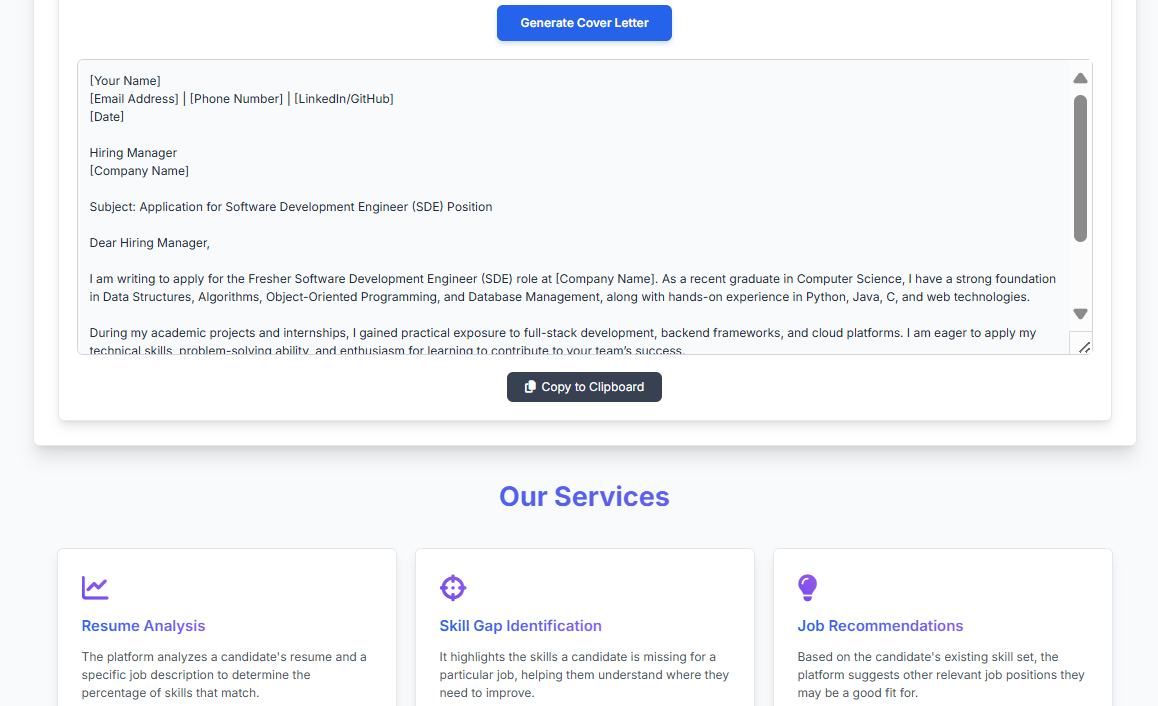 Generate Cover Letter
[Your Name]
[Email Address] | [Phone Number] | [LinkedIn/GitHub]
[Date]
Hiring Manager
[Company Name]
Subject: Application for Software Development Engineer (SDE) Position
Dear Hiring Manager,
I am writing to apply for the Fresher Software Development Engineer (SDE) role at [Company Name]. As a recent graduate in Computer Science, I have a strong foundation
in Data Structures, Algorithms, Object-Oriented Programming, and Database Management, along with hands-on experience in Python, Java, C, and web technologies.
During my academic projects and internships, I gained practical exposure to full-stack development, backend frameworks, and cloud platforms. I am eager to apply my
technical skills, problem-solving ability, and enthusiasm for learning to contribute to your team’s success.
Copy to Clipboard
Our Services
Resume Analysis
The platform analyzes a candidate's resume and a
specific job description to determine the
percentage of skills that match.
Skill Gap Identification
It highlights the skills a candidate is missing for a
particular job, helping them understand where they
need to improve.
Job Recommendations
Based on the candidate's existing skill set, the
platform suggests other relevant job positions they
may be a good fit for.